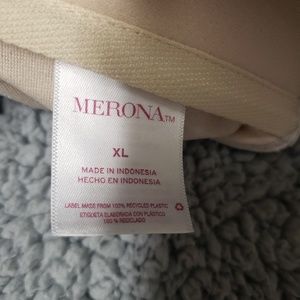 MERONA™
XL
MADE IN INDONESIA
HECHO EN INDONESIA
LABEL MADE FROM 100% RECYCLED PLASTIC
ETIQUETA ELABORADA CON PLÁSTICO
100 % RECICLADO